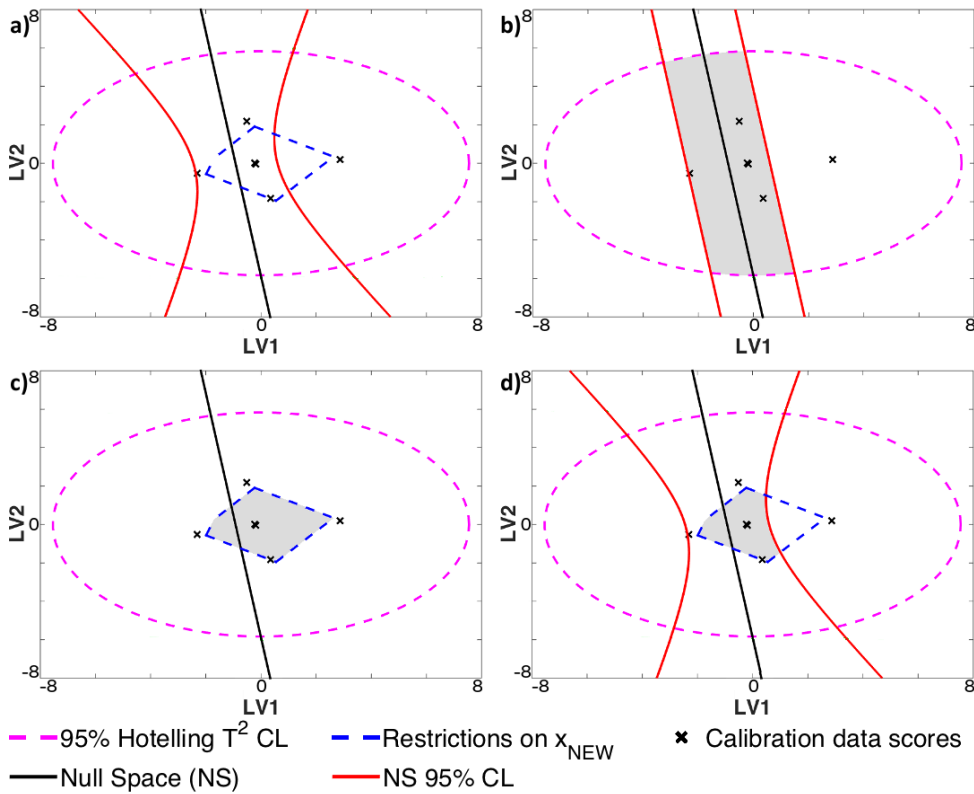 a)
8
0
-8
LV2
-8
0
8
LV1
b)
8
0
-8
LV2
-8
0
8
LV1
c)
8
0
-8
LV2
-8
0
8
LV1
d)
8
0
-8
LV2
-8
0
8
LV1
95% Hotelling T² CL
Restrictions on xNEW
Calibration data scores
Null Space (NS)
NS 95% CL